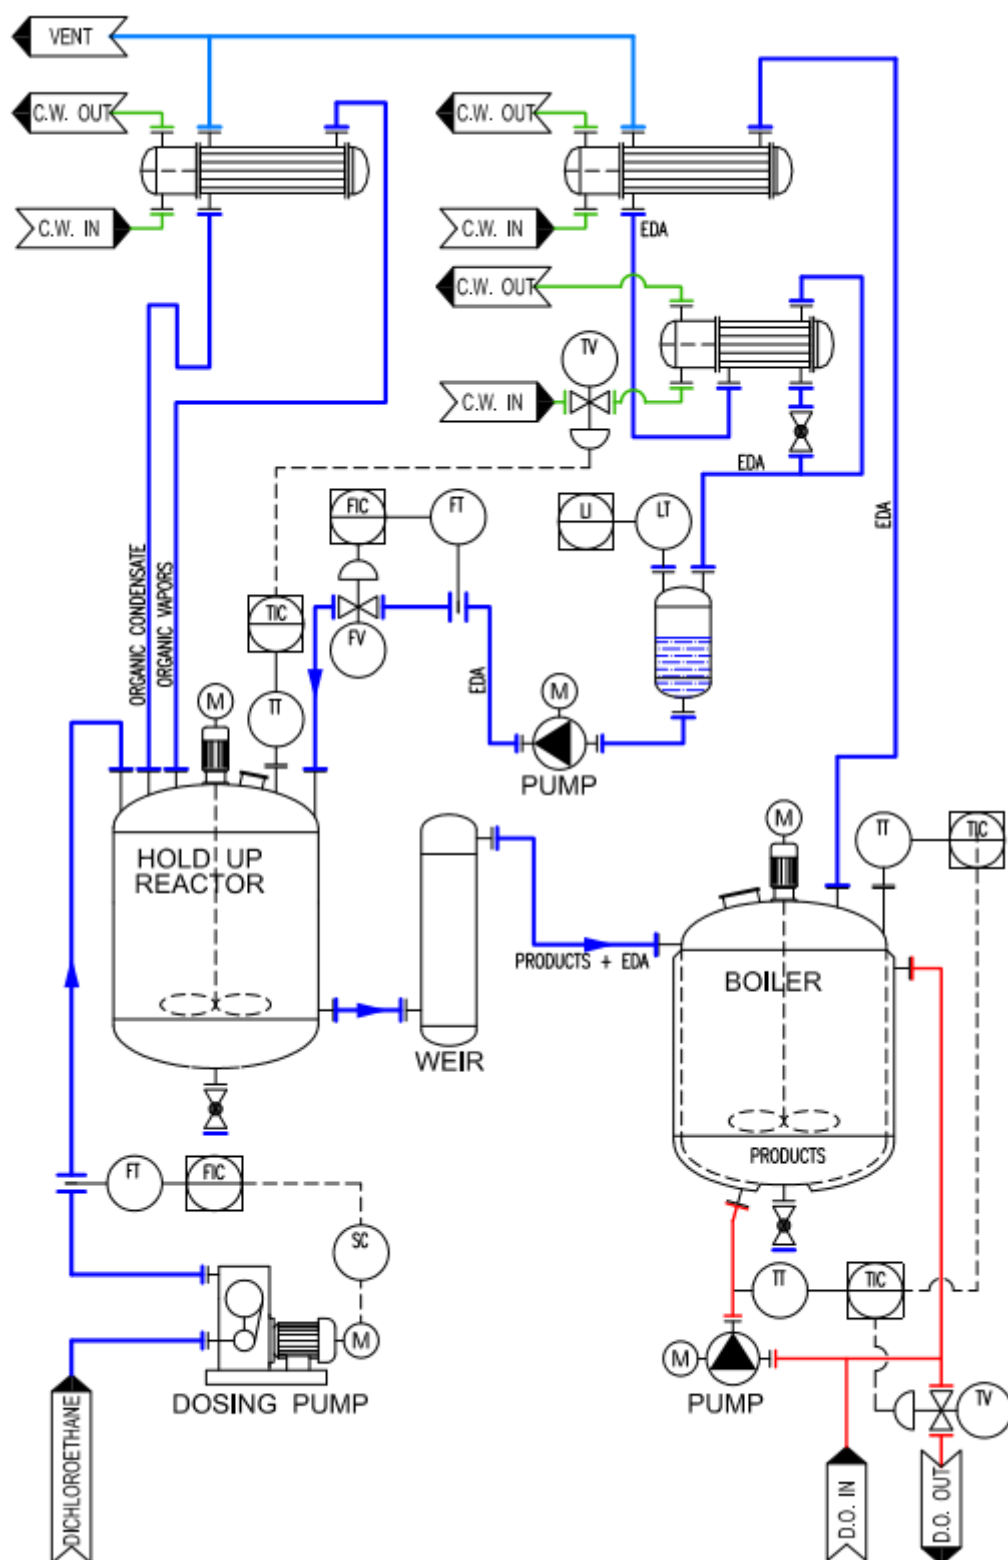 VENT
C.W. OUT
C.W. OUT
C.W. IN
C.W. IN
EDA
C.W. OUT
TV
C.W. IN
EDA
EDA
FIC
FT
LI
LT
ORGANIC CONDENSATE
ORGANIC VAPORS
TIC
FV
EDA
M
M
TT
PUMP
M
TT
TIC
HOLD UP
REACTOR
PRODUCTS + EDA
BOILER
WEIR
PRODUCTS
FT
FIC
SC
TT
TIC
M
M
PUMP
TV
DOSING PUMP
DICHLOROETHANE
D.O. IN
D.O. OUT